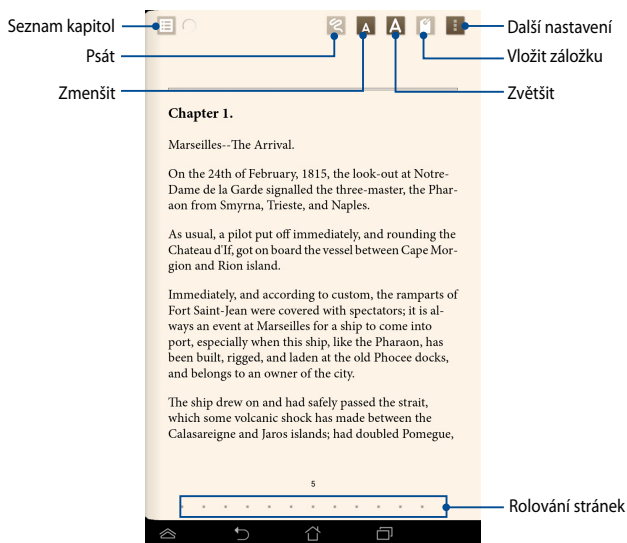 Seznam kapitol
Další nastavení
Psát
Vložit záložku
Zmenšit
A
A
Zvětšit
Chapter 1.
Marseilles--The Arrival.
On the 24th of February, 1815, the look-out at Notre-
Dame de la Garde signalled the three-master, the Phar-
aon from Smyrna, Trieste, and Naples.
As usual, a pilot put off immediately, and rounding the
Chateau d'If, got on board the vessel between Cape Mor-
gion and Rion island.
Immediately, and according to custom, the ramparts of
Fort Saint-Jean were covered with spectators; it is al-
ways an event at Marseilles for a ship to come into
port, especially when this ship, like the Pharaon, has
been built, rigged, and laden at the old Phocee docks,
and belongs to an owner of the city.
The ship drew on and had safely passed the strait,
which some volcanic shock has made between the
Calasareigne and Jaros islands; had doubled Pomegue,
5
Rolování stránek